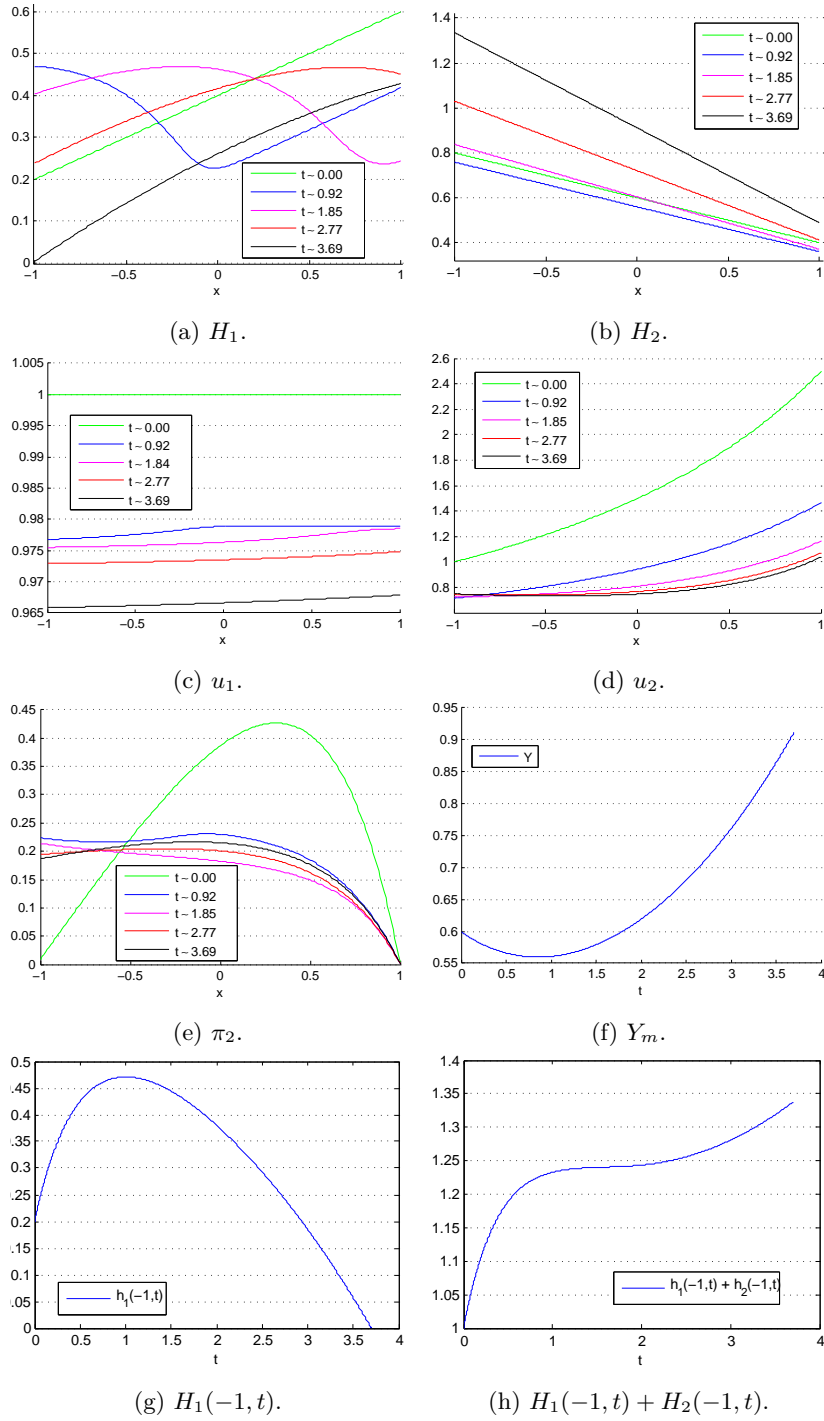 0.6
0.5
0.4
0.3
0.2
0.1
0
−1
−0.5
0
0.5
1
x
t ~ 0.00
t ~ 0.92
t ~ 1.85
t ~ 2.77
t ~ 3.69
(a) H₁.
1.4
1.2
1
0.8
0.6
0.4
−1
−0.5
0
0.5
1
x
t ~ 0.00
t ~ 0.92
t ~ 1.85
t ~ 2.77
t ~ 3.69
(b) H₂.
1.005
1
0.995
0.99
0.985
0.98
0.975
0.97
0.965
−1
−0.5
0
0.5
1
x
t ~ 0.00
t ~ 0.92
t ~ 1.84
t ~ 2.77
t ~ 3.69
(c) u₁.
2.6
2.4
2.2
2
1.8
1.6
1.4
1.2
1
0.8
−1
−0.5
0
0.5
1
x
t ~ 0.00
t ~ 0.92
t ~ 1.85
t ~ 2.77
t ~ 3.69
(d) u₂.
0.45
0.4
0.35
0.3
0.25
0.2
0.15
0.1
0.05
0
−1
−0.5
0
0.5
1
x
t ~ 0.00
t ~ 0.92
t ~ 1.85
t ~ 2.77
t ~ 3.69
(e) π₂.
0.95
0.9
0.85
0.8
0.75
0.7
0.65
0.6
0.55
0
0.5
1
1.5
2
2.5
3
3.5
4
t
Y
(f) Yₘ.
0.5
.45
0.4
.35
0.3
.25
0.2
.15
0.1
.05
0
0
0.5
1
1.5
2
2.5
3
3.5
4
t
h₁(−1,t)
(g) H₁(−1, t).
1.4
1.35
1.3
1.25
1.2
1.15
1.1
1.05
1
0
1
2
3
4
t
h₁(−1,t) + h₂(−1,t)
(h) H₁(−1, t) + H₂(−1, t).